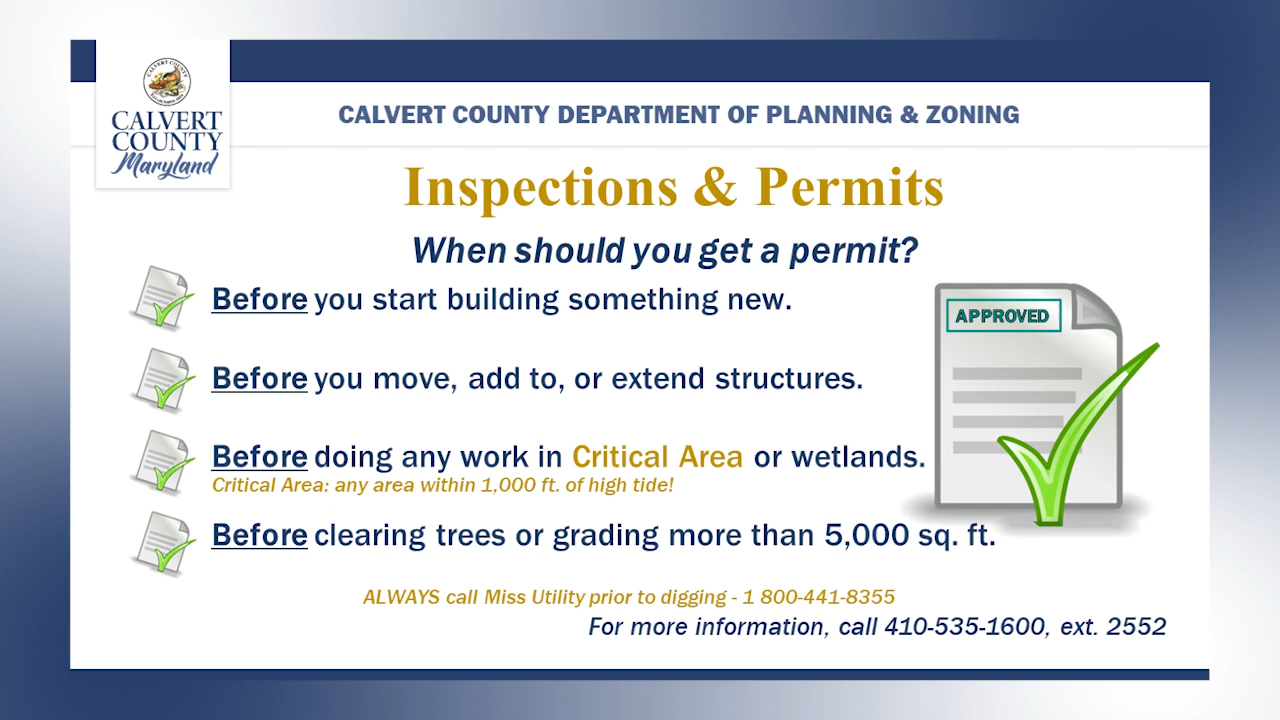 CALVERT COUNTY
CALVERT
COUNTY
Maryland
CALVERT COUNTY DEPARTMENT OF PLANNING & ZONING
Inspections & Permits
When should you get a permit?
Before you start building something new.
APPROVED
Before you move, add to, or extend structures.
Before doing any work in Critical Area or wetlands.
Critical Area: any area within 1,000 ft. of high tide!
Before clearing trees or grading more than 5,000 sq. ft.
ALWAYS call Miss Utility prior to digging - 1 800-441-8355
For more information, call 410-535-1600, ext. 2552